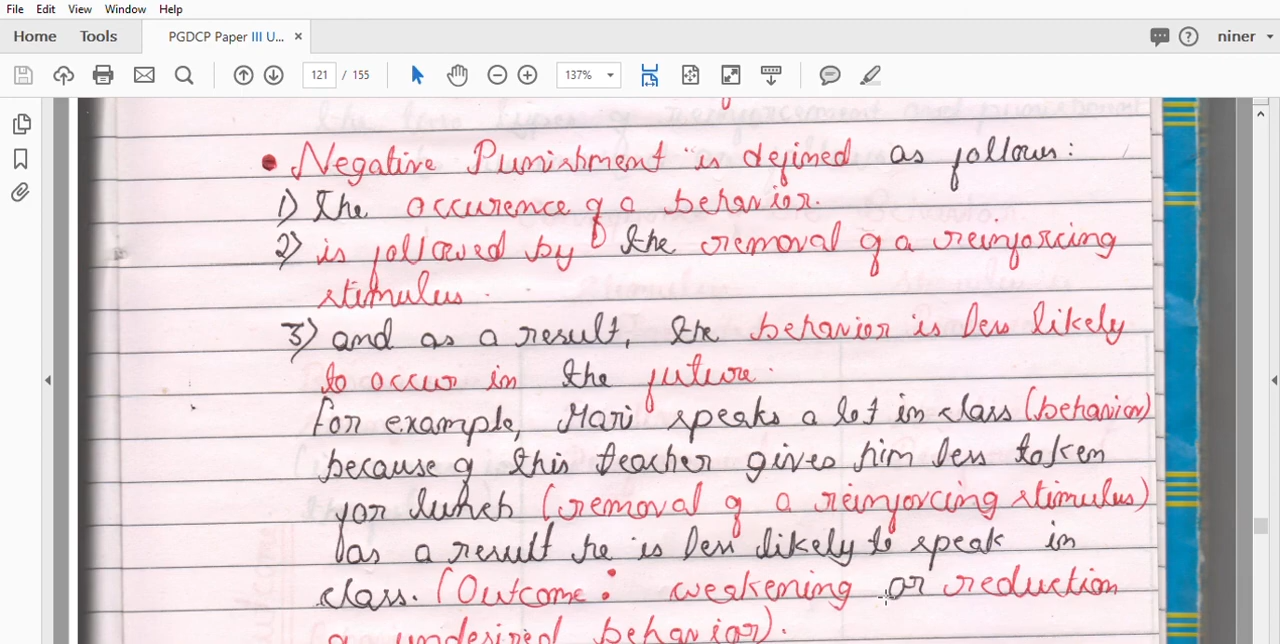 File Edit View Window Help
Home Tools PGDCP Paper III U... × niner
121 / 155 137%
• Negative Punishment is defined as follows:
1) the occurence of a behavior.
2) is followed by the removal of a reinforcing
stimulus.
3) and as a result, the behavior is less likely
to occur in the future.
for example, Hari speaks a lot in class (behavior)
because of this teacher gives him less token
for lunch (removal of a reinforcing stimulus)
as a result he is less likely to speak in
class. (Outcome: weakening or reduction
of undesired behavior).